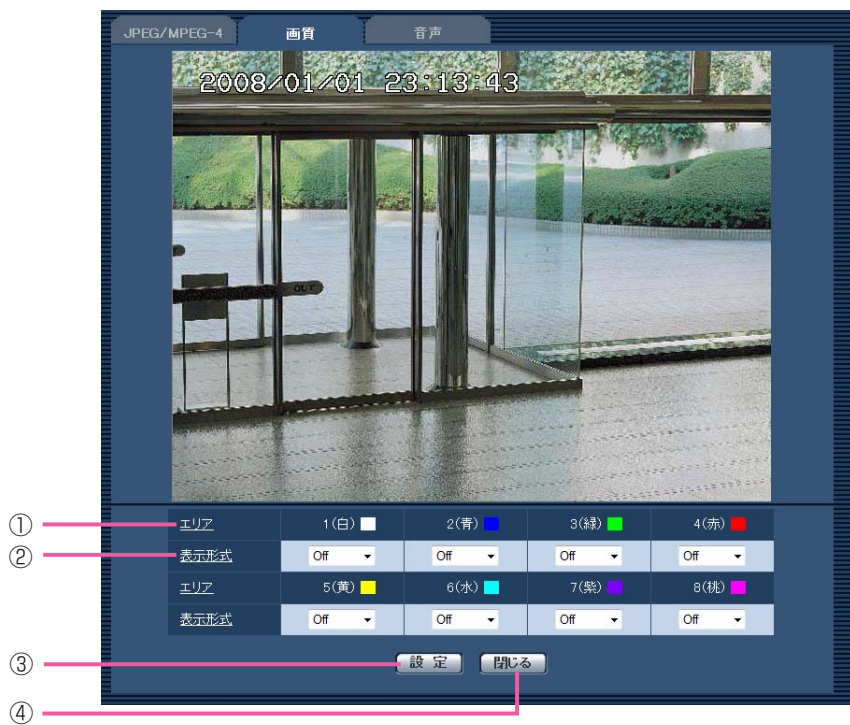 JPEG/MPEG-4 画質 音声
2008/01/01 23:13:43
OUT
① エリア 1(白) 2(青) 3(緑) 4(赤)
② 表示形式 Off Off Off Off
エリア 5(黄) 6(水) 7(紫) 8(桃)
表示形式 Off Off Off Off
③ 設定 閉じる
④